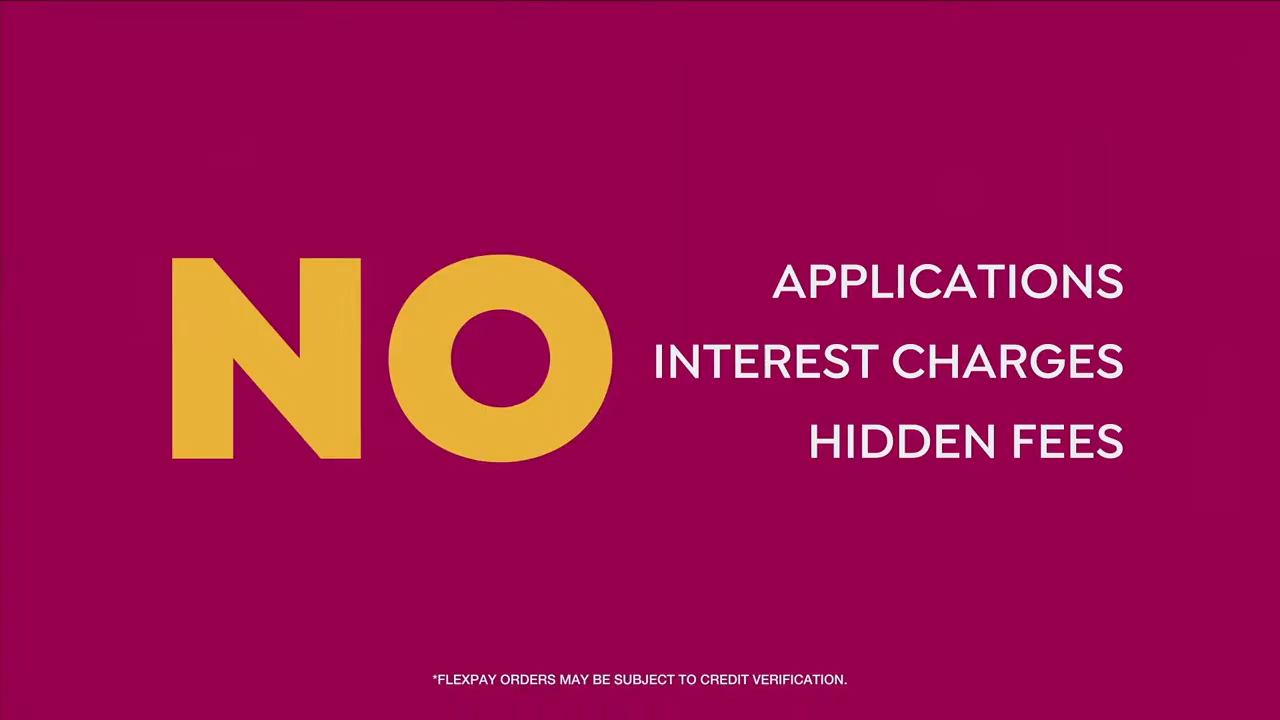 NO
APPLICATIONS
INTEREST CHARGES
HIDDEN FEES
*FLEXPAY ORDERS MAY BE SUBJECT TO CREDIT VERIFICATION.